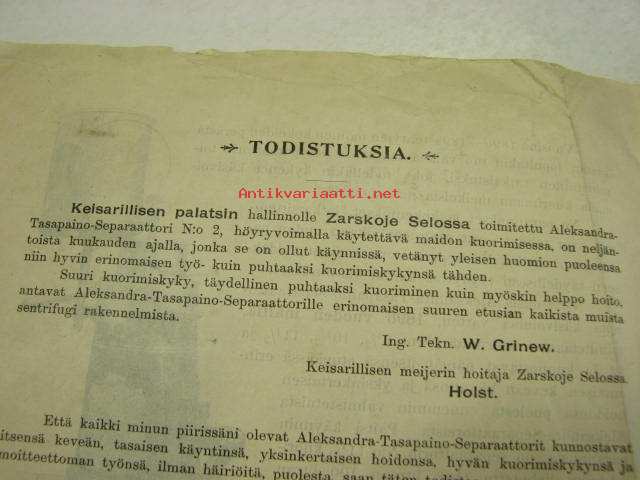 TODISTUKSIA.
Antikvariaatti.net
Keisarillisen palatsin hallinnolle Zarskoje Selossa toimitettu Aleksandra-
Tasapaino-Separaattori N:o 2, höyryvoimalla käytettävä maidon kuorimisessa, on neljän-
toista kuukauden ajalla, jonka se on ollut käynnissä, vetänyt yleisen huomion puoleensa
niin hyvin erinomaisen työ- kuin puhtaaksi kuorimiskykynsä tähden.
Suuri kuorimiskyky, täydellinen puhtaaksi kuoriminen kuin myöskin helppo hoito,
antavat Aleksandra-Tasapaino-Separaattorille erinomaisen suuren etusian kaikista muista
sentrifugi rakennelmista.
Ing. Tekn. W. Grinew.
Keisarillisen meijerin hoitaja Zarskoje Selossa
Holst.
Että kaikki minun piirissäni olevat Aleksandra-Tasapaino-Separaattorit kunnostavat
itsensä keveän, tasaisen käyntinsä, yksinkertaisen hoidonsa, hyvän kuorimiskykynsä ja
moitteettoman työnsä, ilman häiriöitä, puolesta, saan täten